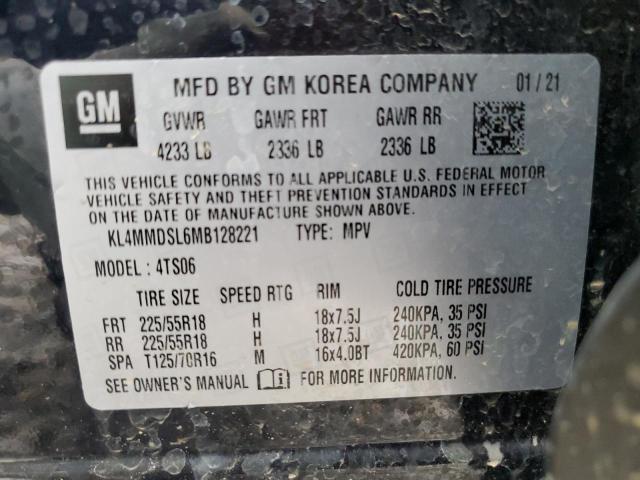 GM
MFD BY GM KOREA COMPANY 01/21
GVWR GAWR FRT GAWR RR
4233 LB 2336 LB 2336 LB
THIS VEHICLE CONFORMS TO ALL APPLICABLE U.S. FEDERAL MOTOR
VEHICLE SAFETY AND THEFT PREVENTION STANDARDS IN EFFECT
ON THE DATE OF MANUFACTURE SHOWN ABOVE.
KL4MMDSL6MB128221 TYPE: MPV
MODEL: 4TS06
TIRE SIZE SPEED RTG RIM COLD TIRE PRESSURE
FRT 225/55R18 H 18x7.5J 240KPA, 35 PSI
RR 225/55R18 H 18x7.5J 240KPA, 35 PSI
SPA T125/70R16 M 16x4.0BT 420KPA, 60 PSI
SEE OWNER'S MANUAL FOR MORE INFORMATION.